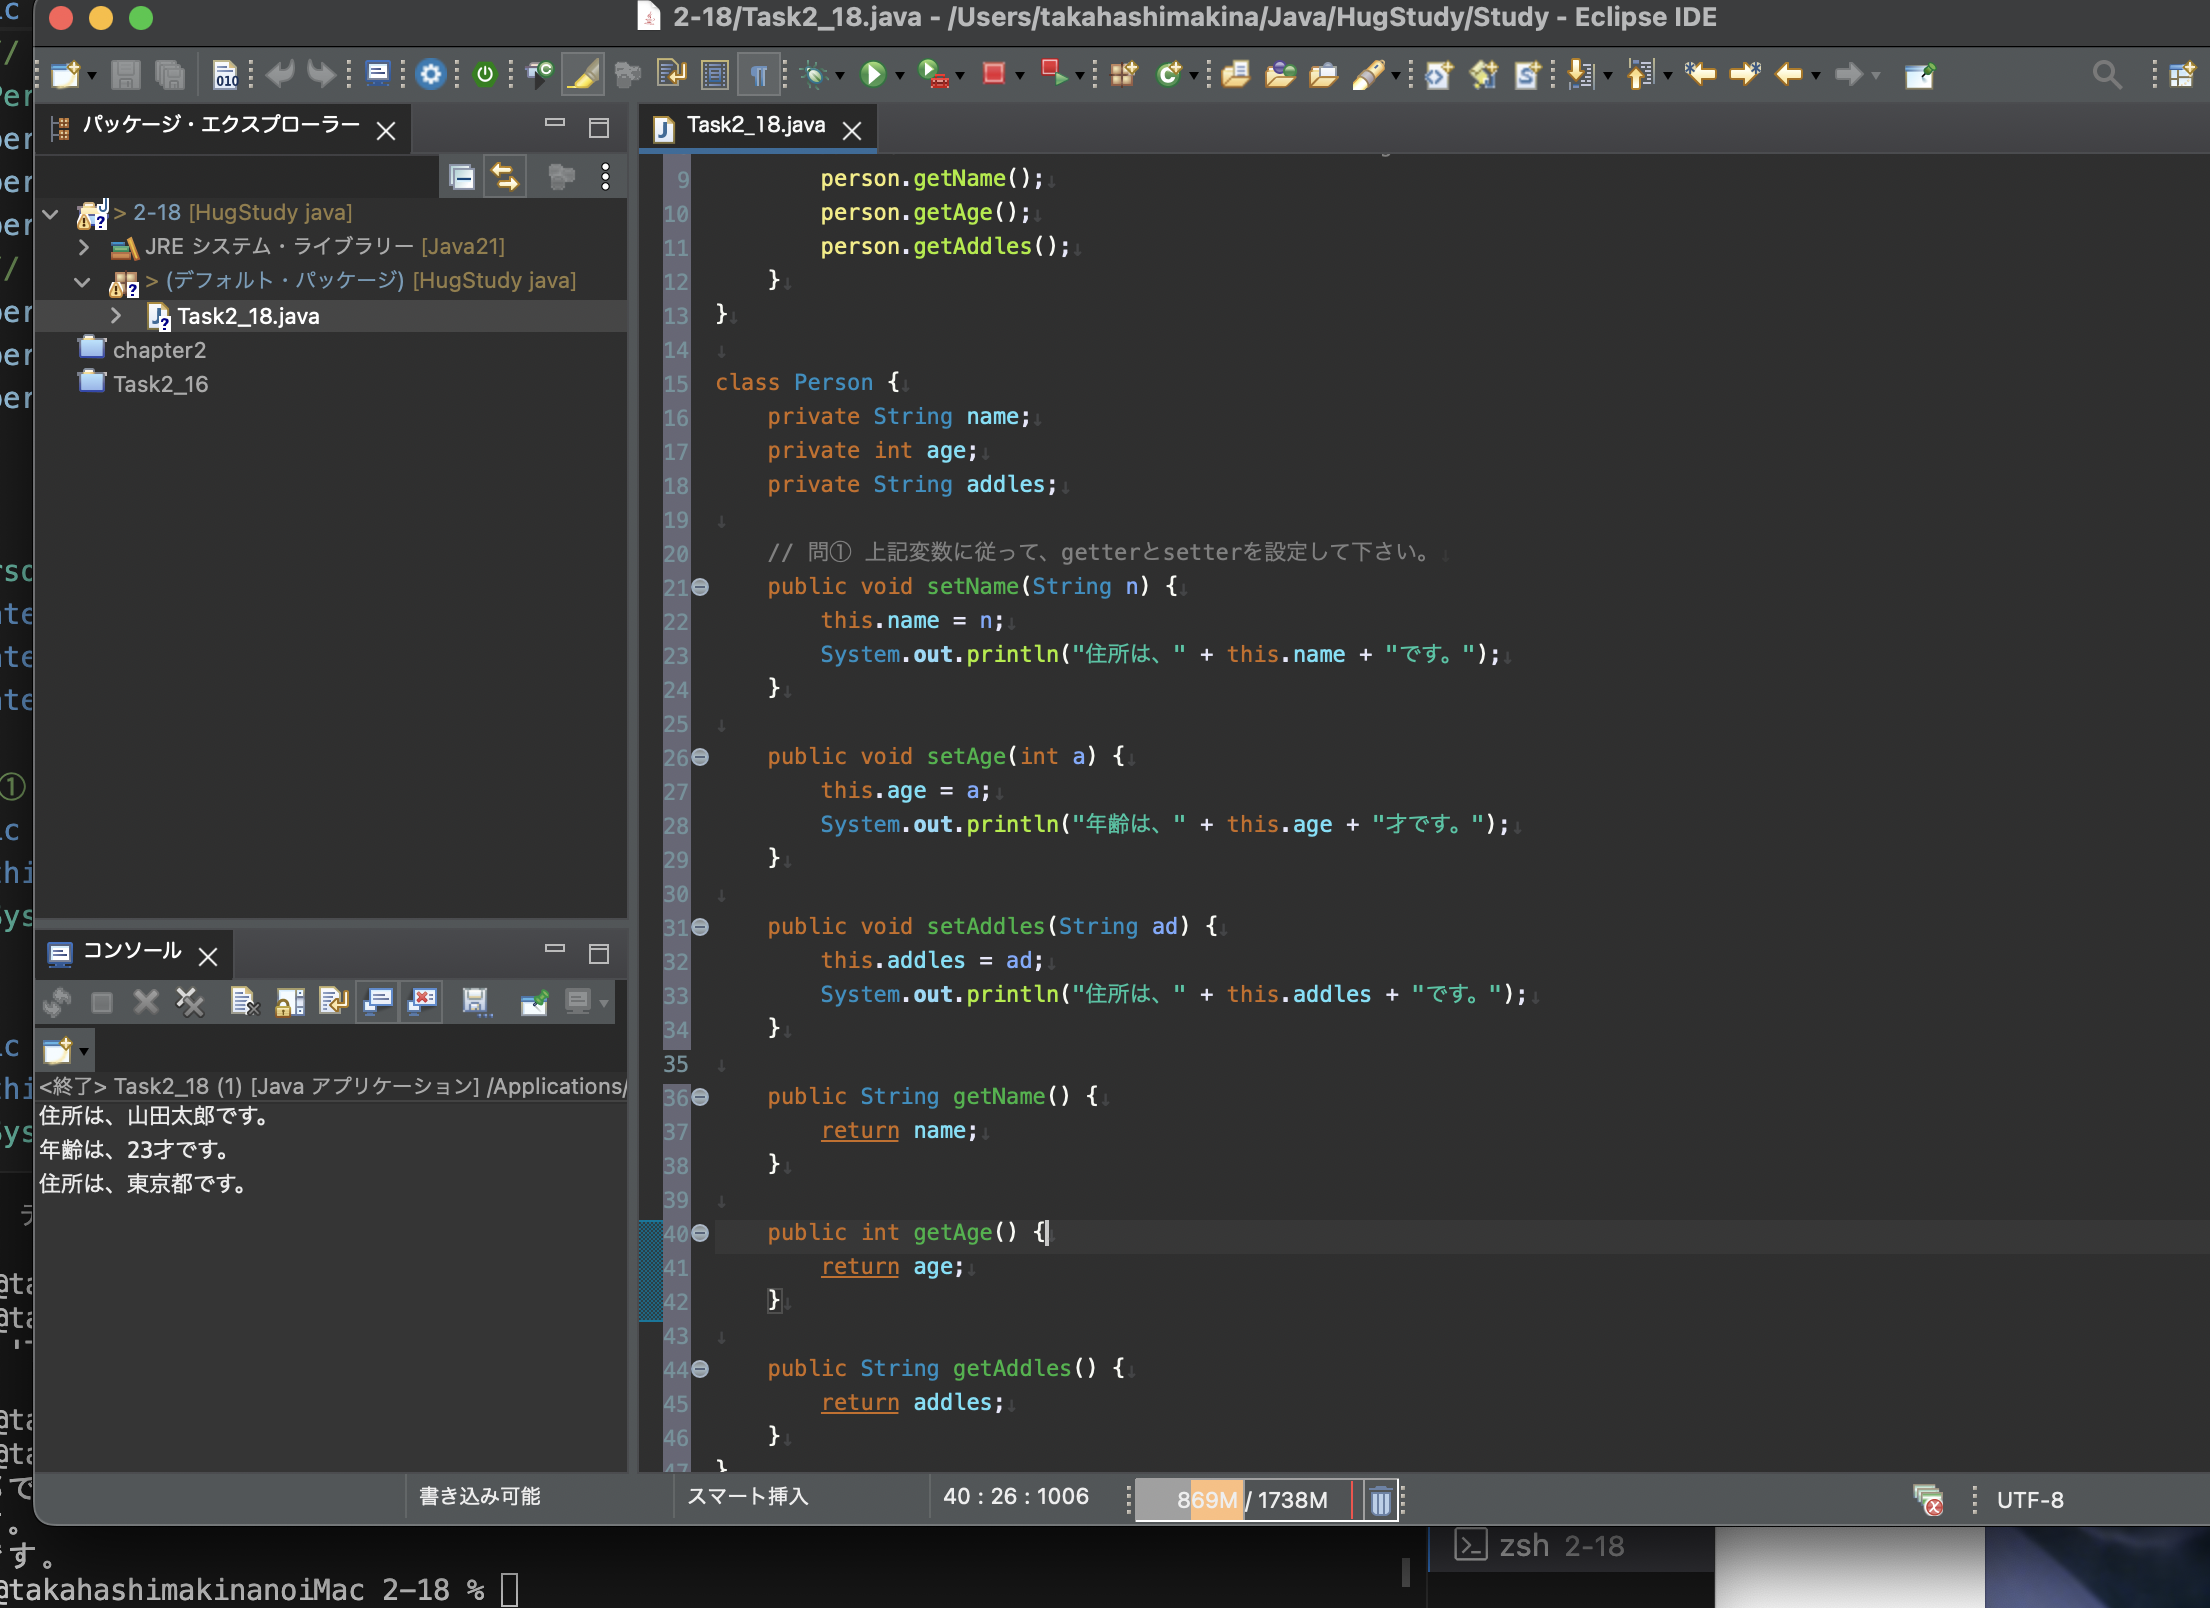 2-18/Task2_18.java - /Users/takahashimakina/Java/HugStudy/Study - Eclipse IDE
パッケージ・エクスプローラー
> 2-18 [HugStudy java]
JRE システム・ライブラリー [Java21]
> (デフォルト・パッケージ) [HugStudy java]
Task2_18.java
chapter2
Task2_16
コンソール
<終了> Task2_18 (1) [Java アプリケーション] /Applications/
住所は、山田太郎です。
年齢は、23才です。
住所は、東京都です。
Task2_18.java
9 person.getName();
10 person.getAge();
11 person.getAddles();
12 }
13 }
14
15 class Person {
16 private String name;
17 private int age;
18 private String addles;
19
20 // 問① 上記変数に従って、getterとsetterを設定して下さい。
21 public void setName(String n) {
22 this.name = n;
23 System.out.println("住所は、" + this.name + "です。");
24 }
25
26 public void setAge(int a) {
27 this.age = a;
28 System.out.println("年齢は、" + this.age + "才です。");
29 }
30
31 public void setAddles(String ad) {
32 this.addles = ad;
33 System.out.println("住所は、" + this.addles + "です。");
34 }
35
36 public String getName() {
37 return name;
38 }
39
40 public int getAge() {
41 return age;
42 }
43
44 public String getAddles() {
45 return addles;
46 }
47 }
書き込み可能
スマート挿入
40 : 26 : 1006
869M / 1738M
UTF-8
す。
@takahashimakinanoiMac 2-18 %
zsh 2-18